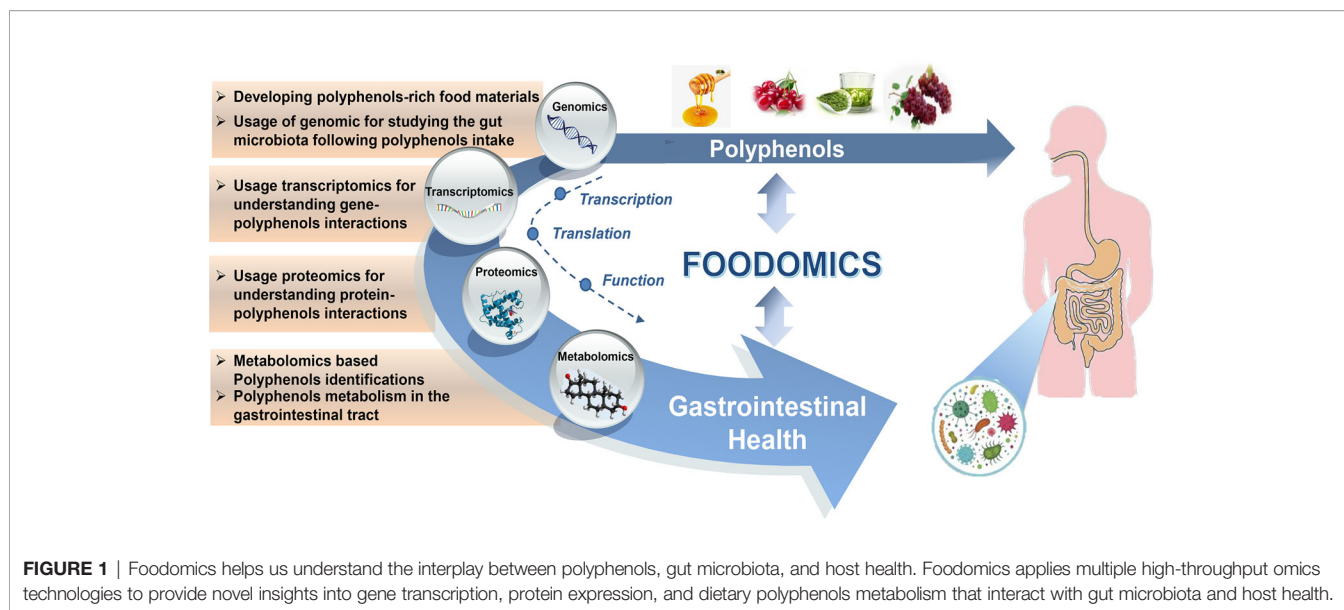 ➢ Developing polyphenols-rich food materials
➢ Usage of genomic for studying the gut
microbiota following polyphenols intake
Genomics
Polyphenols
➢ Usage transcriptomics for
understanding gene-
polyphenols interactions
Transcriptomics
Transcription
Translation
Function
FOODOMICS
➢ Usage proteomics for
understanding protein-
polyphenols interactions
Proteomics
➢ Metabolomics based
Polyphenols identifications
➢ Polyphenols metabolism in the
gastrointestinal tract
Metabolomics
Gastrointestinal
Health
FIGURE 1 | Foodomics helps us understand the interplay between polyphenols, gut microbiota, and host health. Foodomics applies multiple high-throughput omics
technologies to provide novel insights into gene transcription, protein expression, and dietary polyphenols metabolism that interact with gut microbiota and host health.